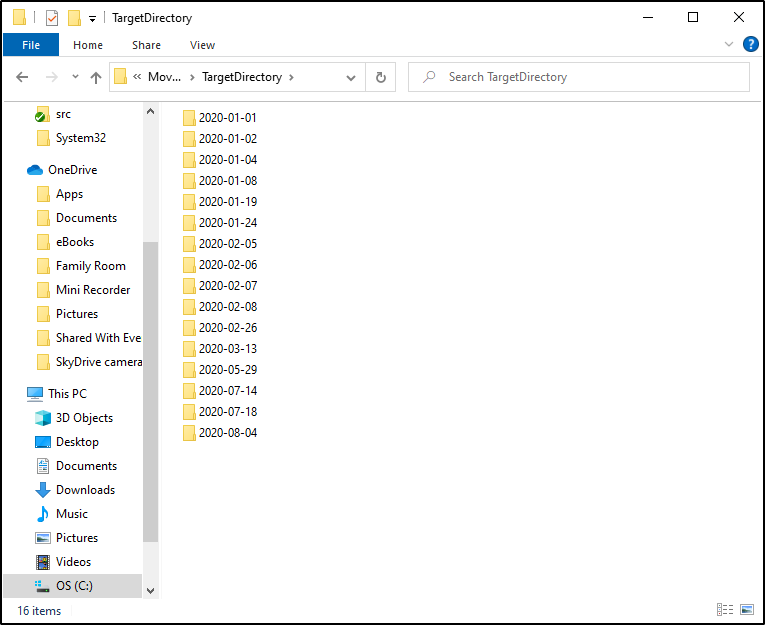 TargetDirectory
File Home Share View
« Mov... › TargetDirectory ›
Search TargetDirectory
src
System32
OneDrive
Apps
Documents
eBooks
Family Room
Mini Recorder
Pictures
Shared With Eve
SkyDrive camera
This PC
3D Objects
Desktop
Documents
Downloads
Music
Pictures
Videos
OS (C:)
2020-01-01
2020-01-02
2020-01-04
2020-01-08
2020-01-19
2020-01-24
2020-02-05
2020-02-06
2020-02-07
2020-02-08
2020-02-26
2020-03-13
2020-05-29
2020-07-14
2020-07-18
2020-08-04
16 items